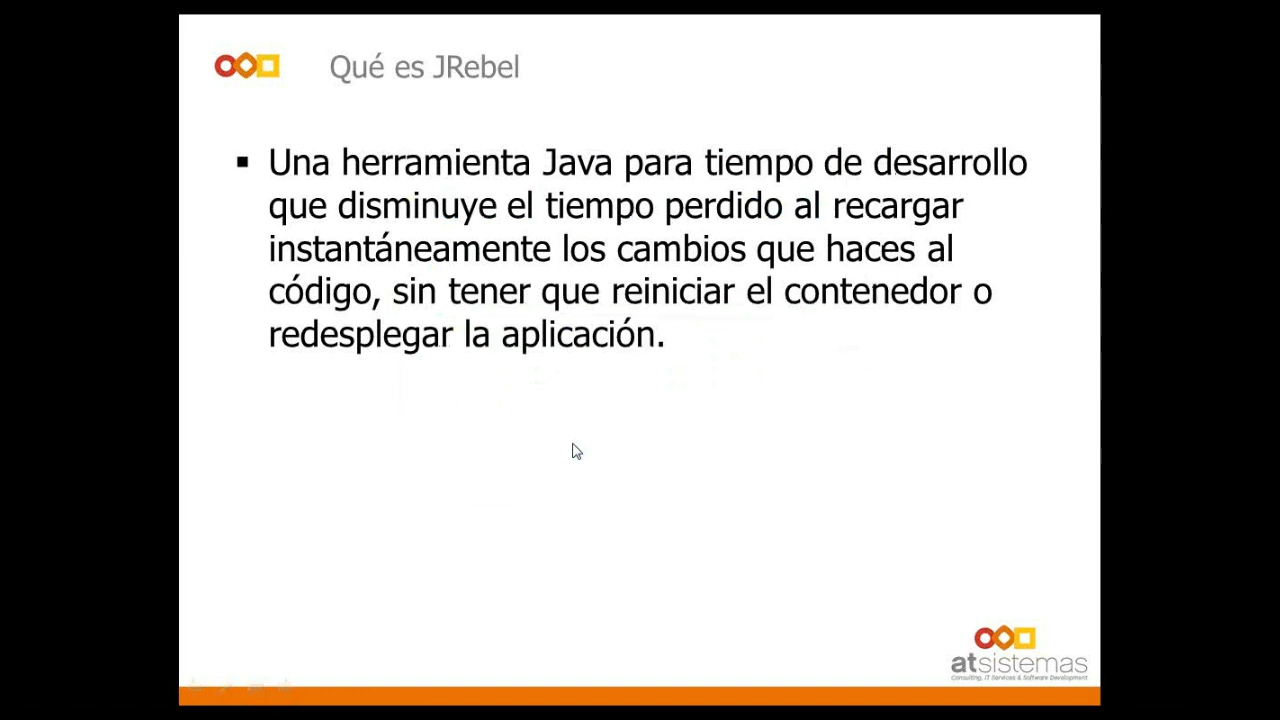 Qué es JRebel
▪ Una herramienta Java para tiempo de desarrollo
que disminuye el tiempo perdido al recargar
instantáneamente los cambios que haces al
código, sin tener que reiniciar el contenedor o
redesplegar la aplicación.
atsistemas
Consulting, IT Services & Software Development